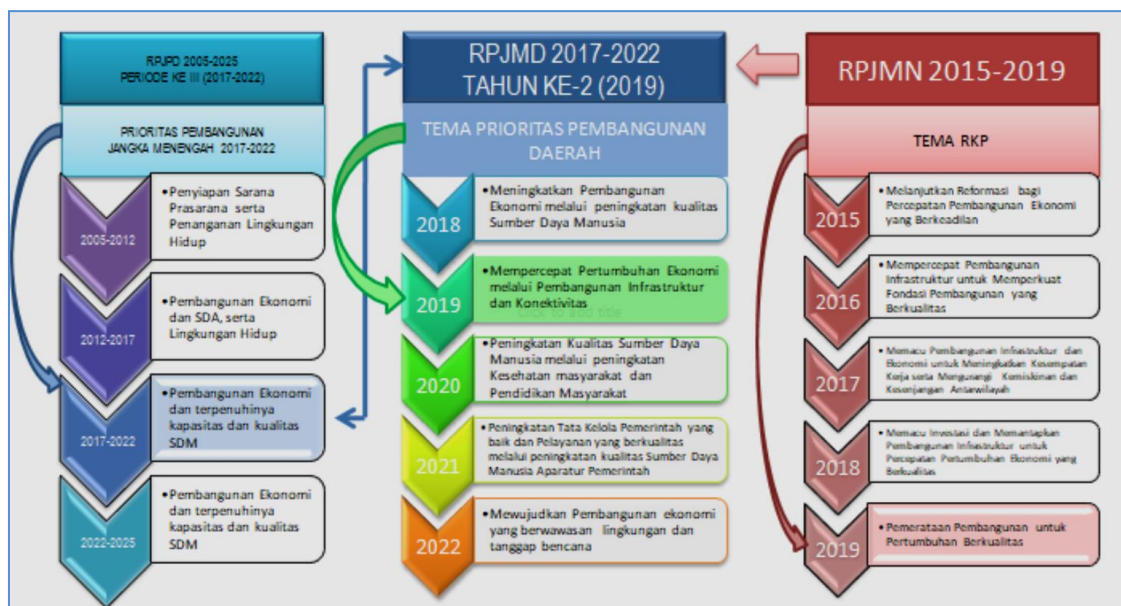 RPJPD 2005-2025
PERIODE KE III (2017-2022)
PRIORITAS PEMBANGUNAN
JANGKA MENENGAH 2017-2022
2005-2012
•Penyiapan Sarana
Prasarana serta
Penanganan Lingkungan
Hidup
2012-2017
•Pembangunan Ekonomi
dan SDA, serta
Lingkungan Hidup
2017-2022
•Pembangunan Ekonomi
dan terpenuhinya
kapasitas dan kualitas
SDM
2022-2025
•Pembangunan Ekonomi
dan terpenuhinya
kapasitas dan kualitas
SDM
RPJMD 2017-2022
TAHUN KE-2 (2019)
TEMA PRIORITAS PEMBANGUNAN
DAERAH
2018
•Meningkatkan Pembangunan
Ekonomi melalui peningkatan kualitas
Sumber Daya Manusia
2019
•Mempercepat Pertumbuhan Ekonomi
melalui Pembangunan Infrastruktur
dan Konektivitas
Click to add title
2020
•Peningkatan Kualitas Sumber Daya
Manusia melalui peningkatan
Kesehatan masyarakat dan
Pendidikan Masyarakat
2021
•Peningkatan Tata Kelola Pemerintah yang
baik dan Pelayanan yang berkualitas
melalui peningkatan kualitas Sumber Daya
Manusia Aparatur Pemerintah
2022
•Mewujudkan Pembangunan ekonomi
yang berwawasan lingkungan dan
tanggap bencana
RPJMN 2015-2019
TEMA RKP
2015
•Melanjutkan Reformasi bagi
Percepatan Pembangunan Ekonomi
yang Berkeadilan
2016
•Mempercepat Pembangunan
Infrastruktur untuk Memperkuat
Fondasi Pembangunan yang
Berkualitas
2017
•Memacu Pembangunan Infrastruktur dan
Ekonomi untuk Meningkatkan Kesempatan
Kerja serta Mengurangi Kemiskinan dan
Kesenjangan Antarwilayah
2018
•Memacu Investasi dan Memantapkan
Pembangunan Infrastruktur untuk
Percepatan Pertumbuhan Ekonomi yang
Berkualitas
2019
•Pemerataan Pembangunan untuk
Pertumbuhan Berkualitas